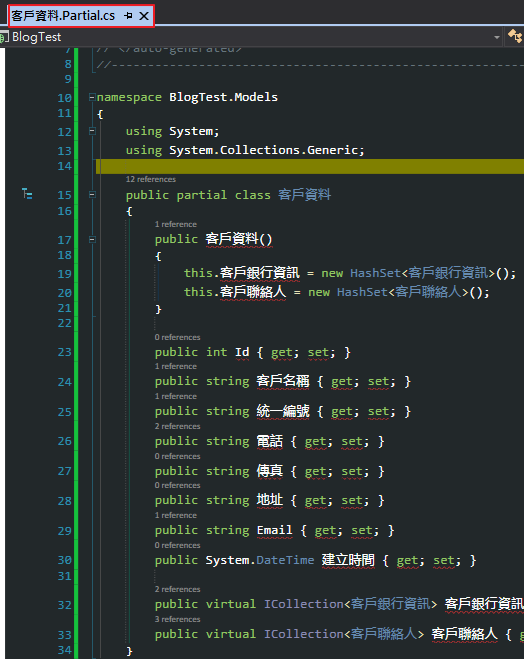 客戶資料.Partial.cs
BlogTest
7 // </auto-generated>
8 //------------------------------------------------------
9
10 namespace BlogTest.Models
11 {
12 using System;
13 using System.Collections.Generic;
14
12 references
15 public partial class 客戶資料
16 {
1 reference
17 public 客戶資料()
18 {
19 this.客戶銀行資訊 = new HashSet<客戶銀行資訊>();
20 this.客戶聯絡人 = new HashSet<客戶聯絡人>();
21 }
22
0 references
23 public int Id { get; set; }
1 reference
24 public string 客戶名稱 { get; set; }
1 reference
25 public string 統一編號 { get; set; }
2 references
26 public string 電話 { get; set; }
0 references
27 public string 傳真 { get; set; }
0 references
28 public string 地址 { get; set; }
1 reference
29 public string Email { get; set; }
0 references
30 public System.DateTime 建立時間 { get; set; }
31
2 references
32 public virtual ICollection<客戶銀行資訊> 客戶銀行資訊
3 references
33 public virtual ICollection<客戶聯絡人> 客戶聯絡人 {
34 }